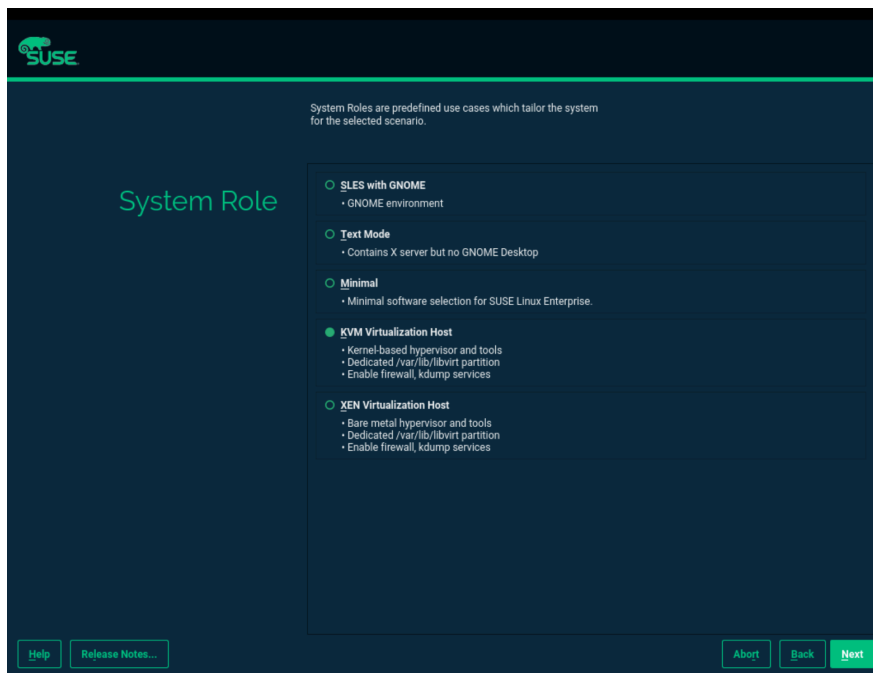 SUSE
System Roles are predefined use cases which tailor the system
for the selected scenario.
System Role
SLES with GNOME
• GNOME environment
Text Mode
• Contains X server but no GNOME Desktop
Minimal
• Minimal software selection for SUSE Linux Enterprise.
KVM Virtualization Host
• Kernel-based hypervisor and tools
• Dedicated /var/lib/libvirt partition
• Enable firewall, kdump services
XEN Virtualization Host
• Bare metal hypervisor and tools
• Dedicated /var/lib/libvirt partition
• Enable firewall, kdump services
Help Release Notes... Abort Back Next